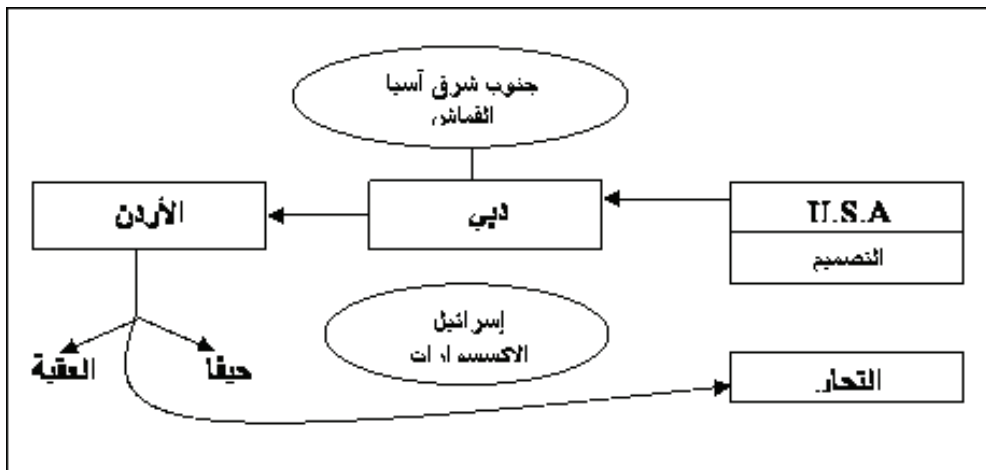 جنوب شرق آسيا
القماش
U.S.A
دبي
الأردن
التصميم
إسرائيل
الاكسسوارات
حيفا
العقبة
التجار